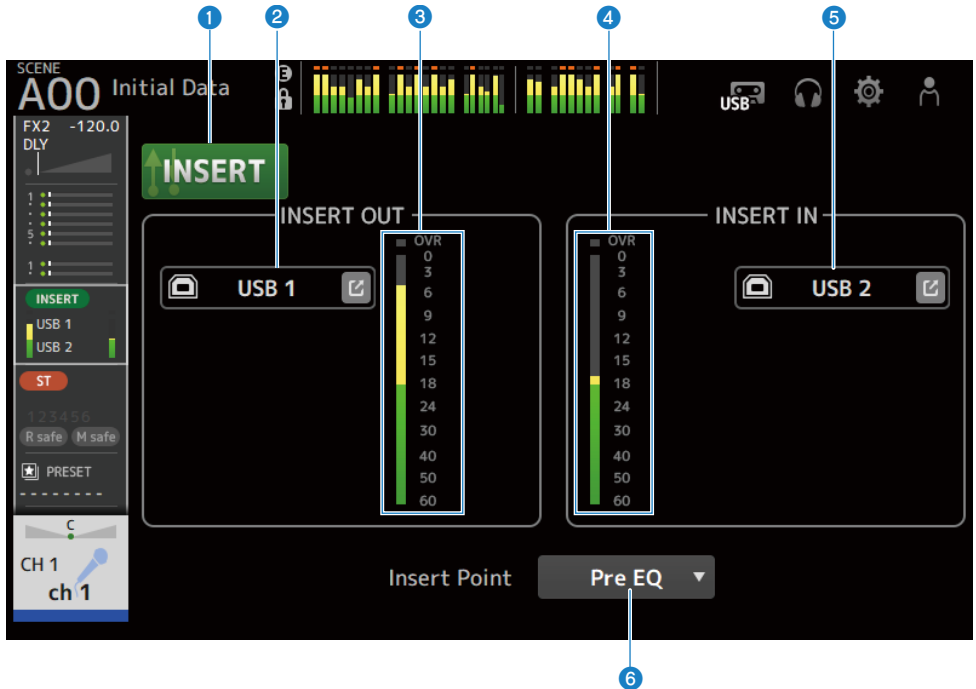 1 2 3 4 5
SCENE
A00 Initial Data
E
USB
FX2 -120.0
DLY
1
5
1
INSERT
USB 1
USB 2
ST
123456
R safe M safe
PRESET
--------
C
CH 1
ch 1
INSERT
INSERT OUT
USB 1
OVR
0
3
6
9
12
15
18
24
30
40
50
60
INSERT IN
OVR
0
3
6
9
12
15
18
24
30
40
50
60
USB 2
Insert Point Pre EQ
6